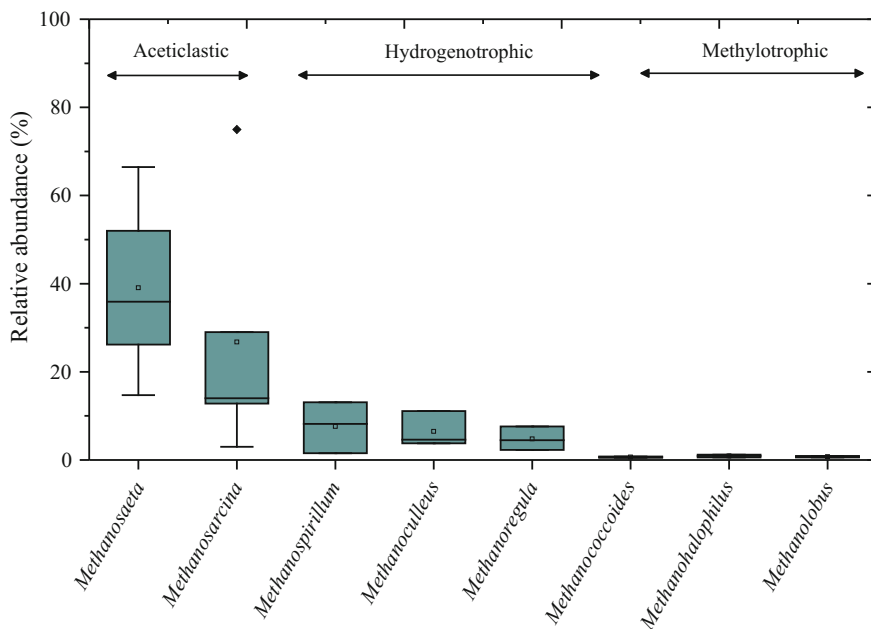 100
80
60
40
20
0
Relative abundance (%)
Aceticlastic
Hydrogenotrophic
Methylotrophic
Methanosaeta
Methanosarcina
Methanospirillum
Methanoculleus
Methanoregula
Methanococcoides
Methanohalophilus
Methanolobus